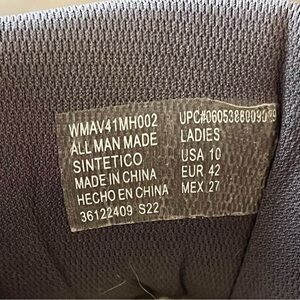 WMAV41MH002
ALL MAN MADE
SINTETICO
MADE IN CHINA
HECHO EN CHINA
36122409 S22
LADIES
USA 10
EUR 42
MEX 27